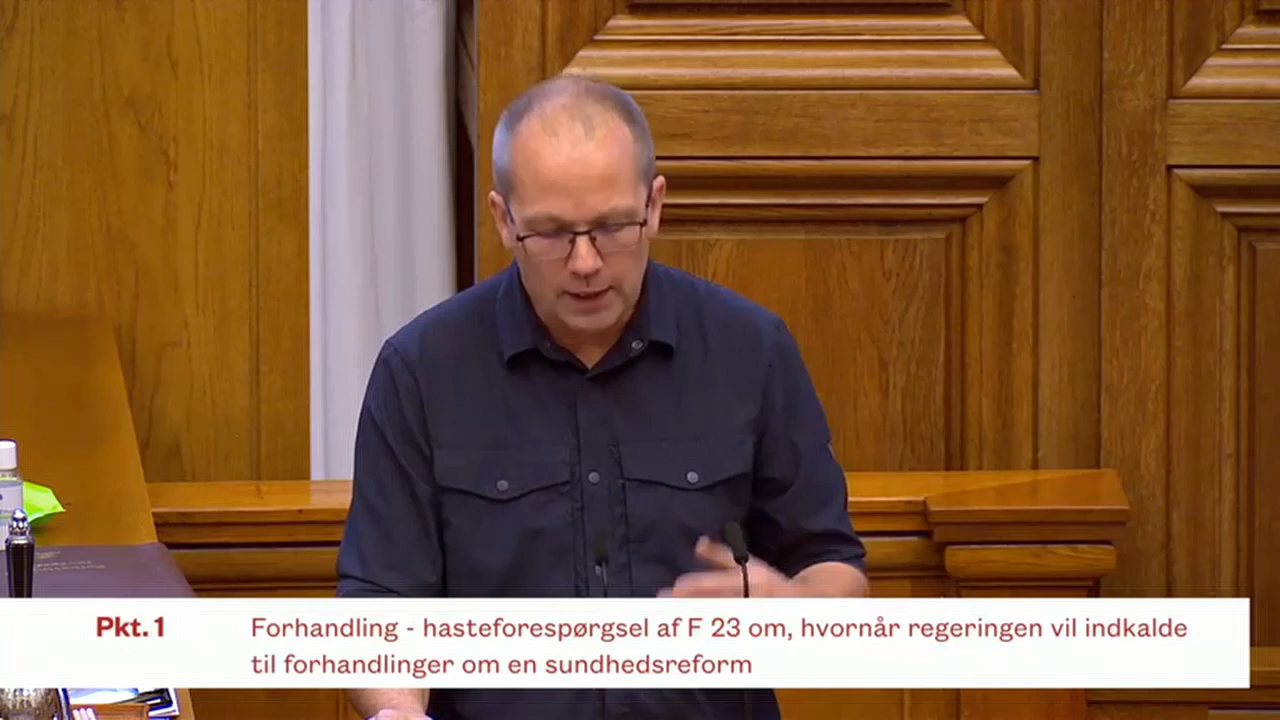 Pkt. 1
Forhandling - hasteforespørgsel af F 23 om, hvornår regeringen vil indkalde
til forhandlinger om en sundhedsreform